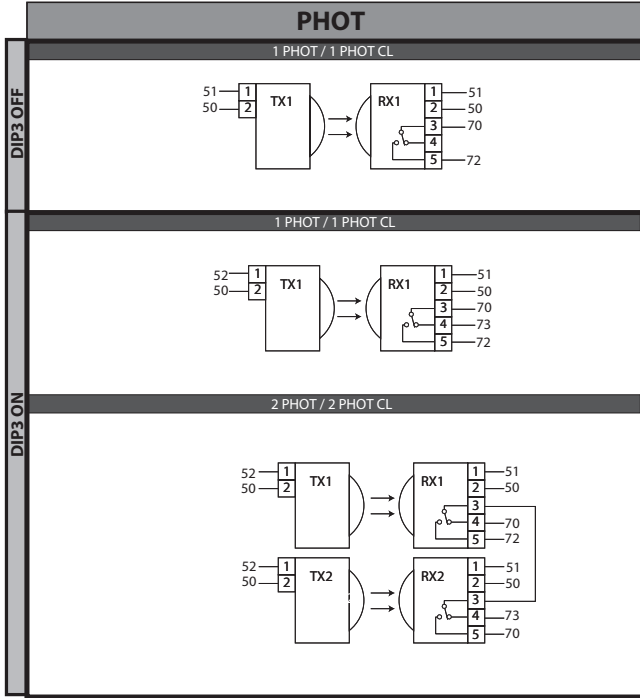 PHOT
DIP3 OFF
1 PHOT / 1 PHOT CL
51 1 TX1 RX1 1 51
50 2 2 50
3 70
4
5 72
DIP3 ON
1 PHOT / 1 PHOT CL
52 1 TX1 RX1 1 51
50 2 2 50
3 70
4 73
5 72
2 PHOT / 2 PHOT CL
52 1 TX1 RX1 1 51
50 2 2 50
3
4 70
5 72
52 1 TX2 RX2 1 51
50 2 2 50
3
4 73
5 70